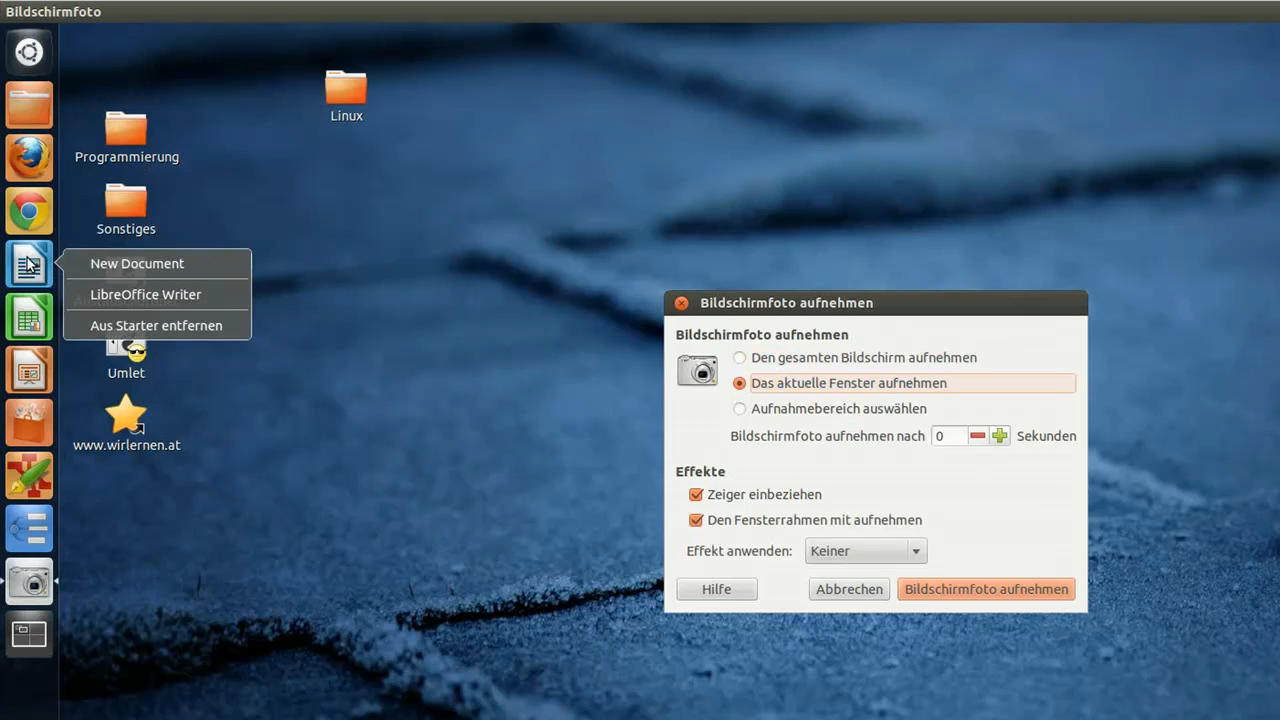 Bildschirmfoto
Linux
Programmierung
Sonstiges
New Document
LibreOffice Writer
Aus Starter entfernen
Umlet
www.wirlernen.at
Bildschirmfoto aufnehmen
Bildschirmfoto aufnehmen
Den gesamten Bildschirm aufnehmen
Das aktuelle Fenster aufnehmen
Aufnahmebereich auswählen
Bildschirmfoto aufnehmen nach 0 Sekunden
Effekte
Zeiger einbeziehen
Den Fensterrahmen mit aufnehmen
Effekt anwenden: Keiner
Hilfe Abbrechen Bildschirmfoto aufnehmen